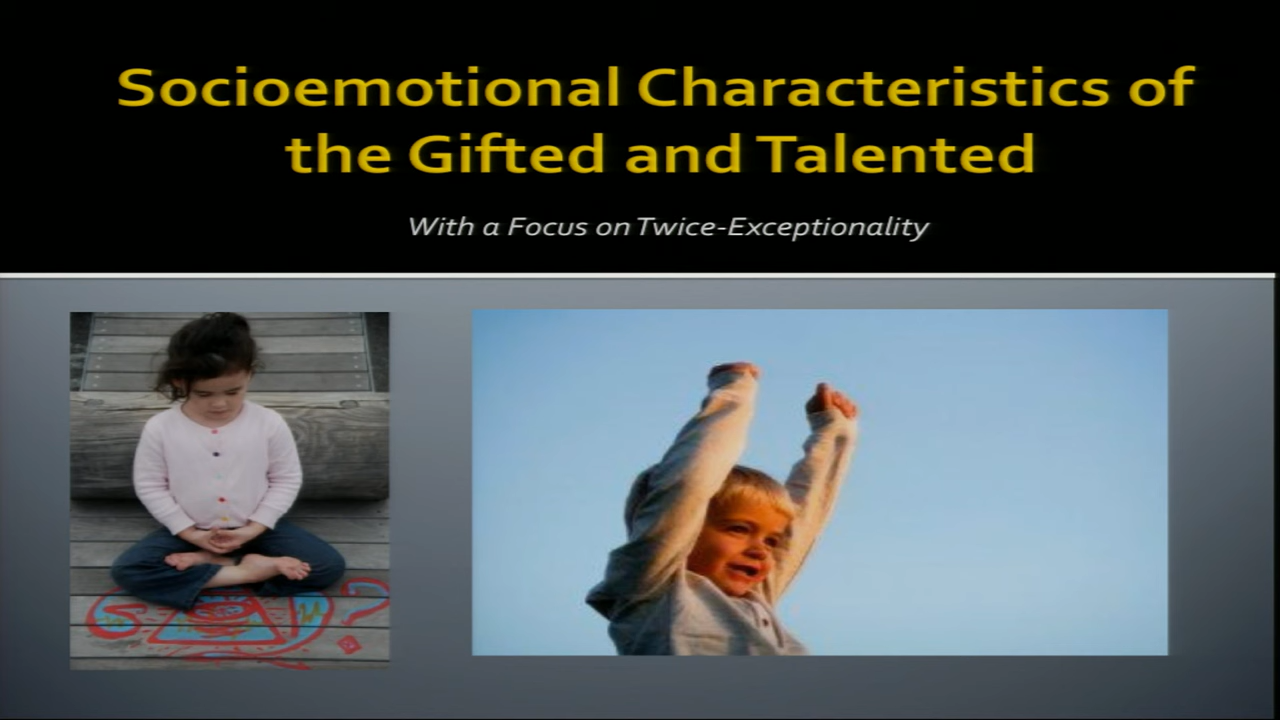 Socioemotional Characteristics of
the Gifted and Talented
With a Focus on Twice-Exceptionality